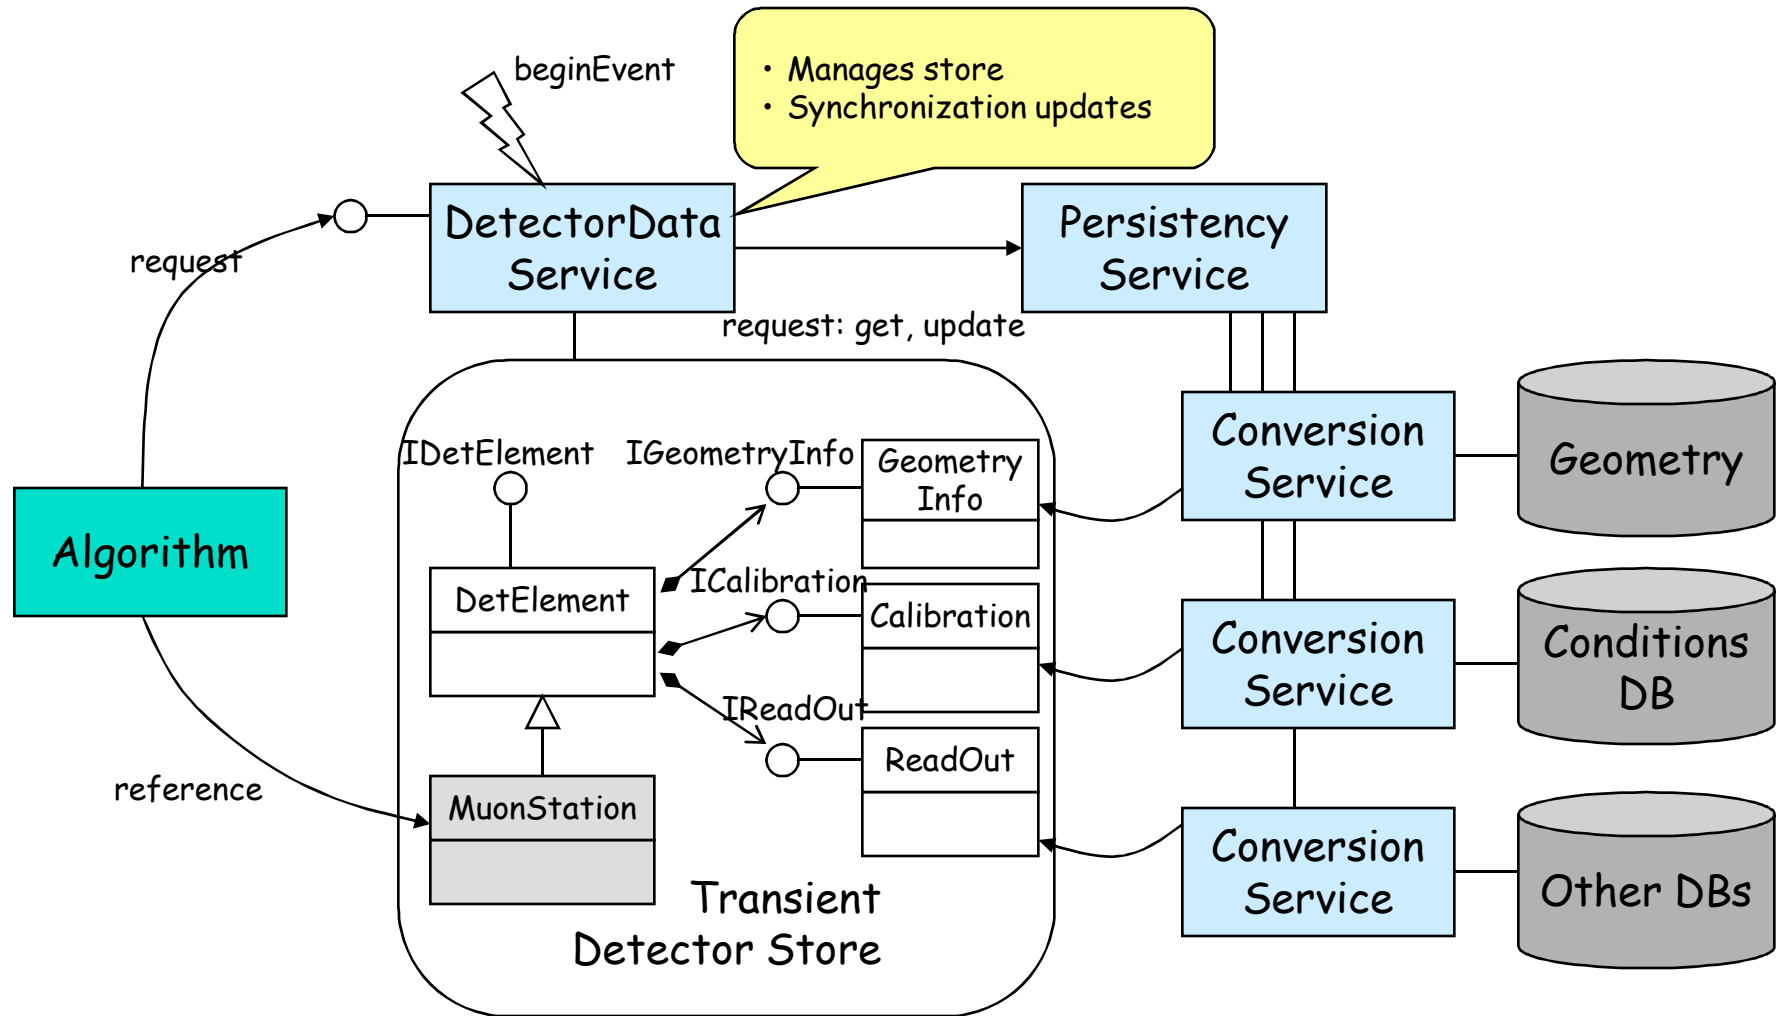 beginEvent
• Manages store
• Synchronization updates
DetectorData
Service
Persistency
Service
request
request: get, update
IDetElement
IGeometryInfo
Geometry
Info
Conversion
Service
Geometry
Algorithm
DetElement
ICalibration
Calibration
Conversion
Service
Conditions
DB
IReadOut
ReadOut
reference
MuonStation
Conversion
Service
Other DBs
Transient
Detector Store